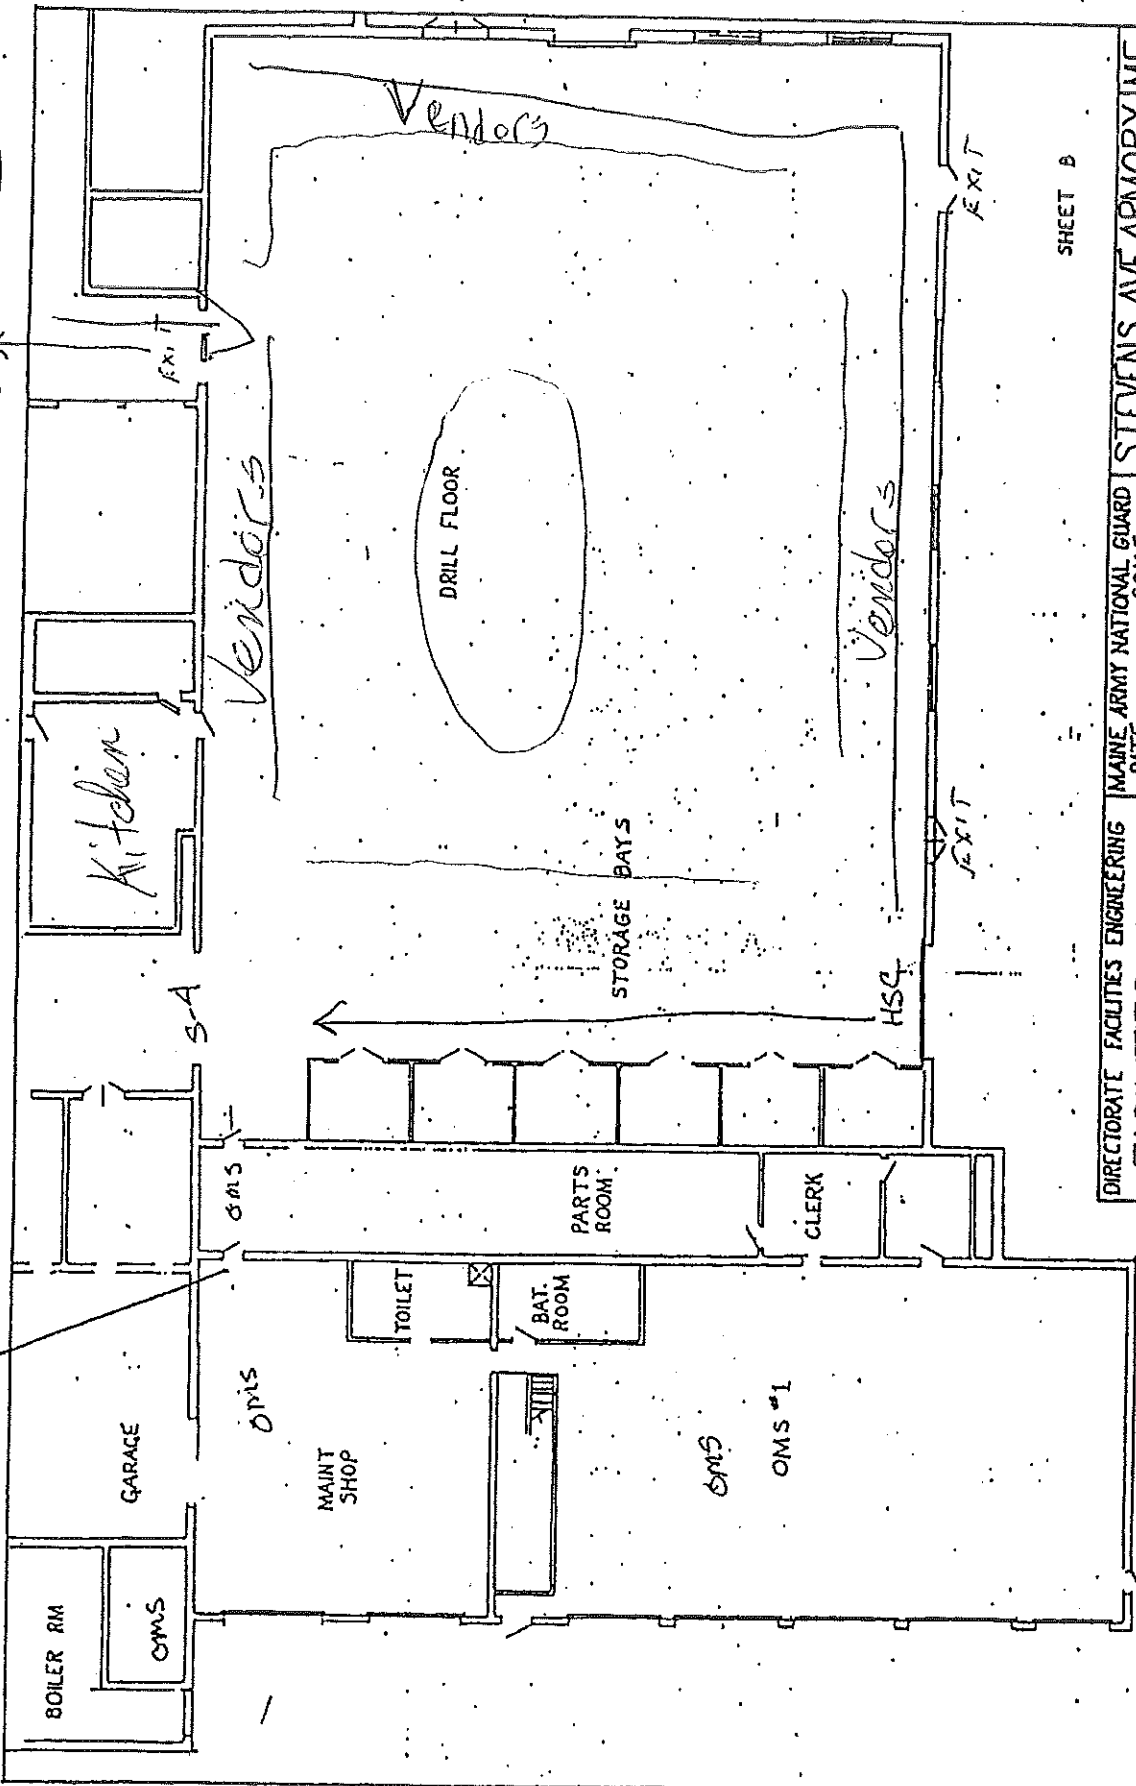 BOILER RM
OMS
GARAGE
OMS
MAINT
SHOP
TOILET
BAT.
ROOM
OMS
OMS #1
OMS
PARTS
ROOM
CLERK
S-4
HSC
STORAGE BAYS
Kitchen
Vendors
DRILL FLOOR
Vendors
Vendors
EXIT
EXIT
EXIT
SHEET B
DIRECTORATE FACILITIES ENGINEERING
MAINE ARMY NATIONAL GUARD
STEVENS AVE ARMORY